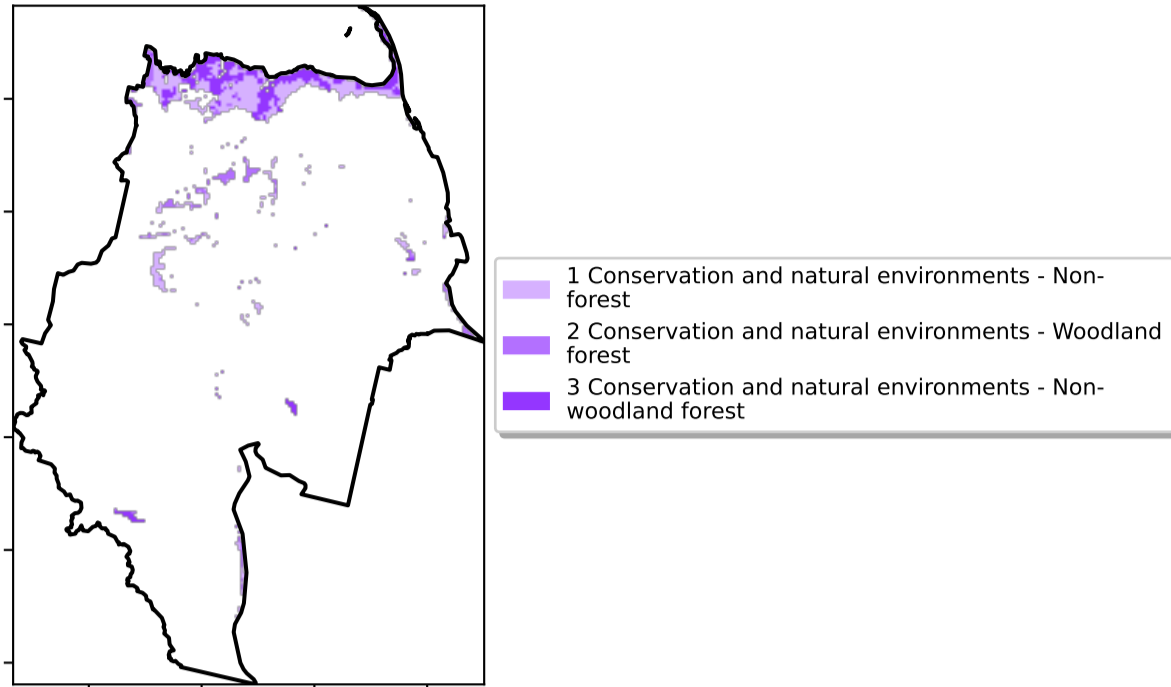 1 Conservation and natural environments - Non-
forest
2 Conservation and natural environments - Woodland
forest
3 Conservation and natural environments - Non-
woodland forest